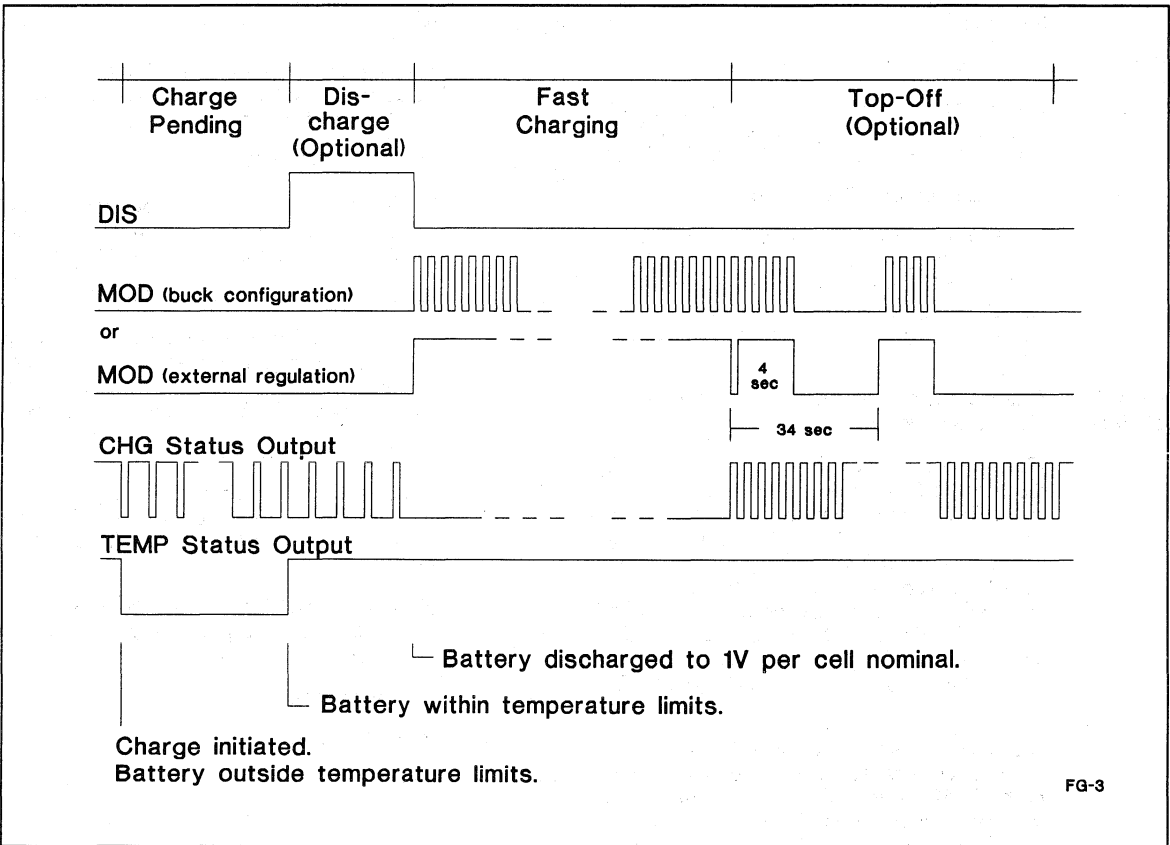 Charge
Pending
Dis-
charge
(Optional)
Fast
Charging
Top-Off
(Optional)
DIS
MOD (buck configuration)
or
MOD (external regulation)
4
sec
34 sec
CHG Status Output
TEMP Status Output
Battery discharged to 1V per cell nominal.
Battery within temperature limits.
Charge initiated.
Battery outside temperature limits.
FG-3